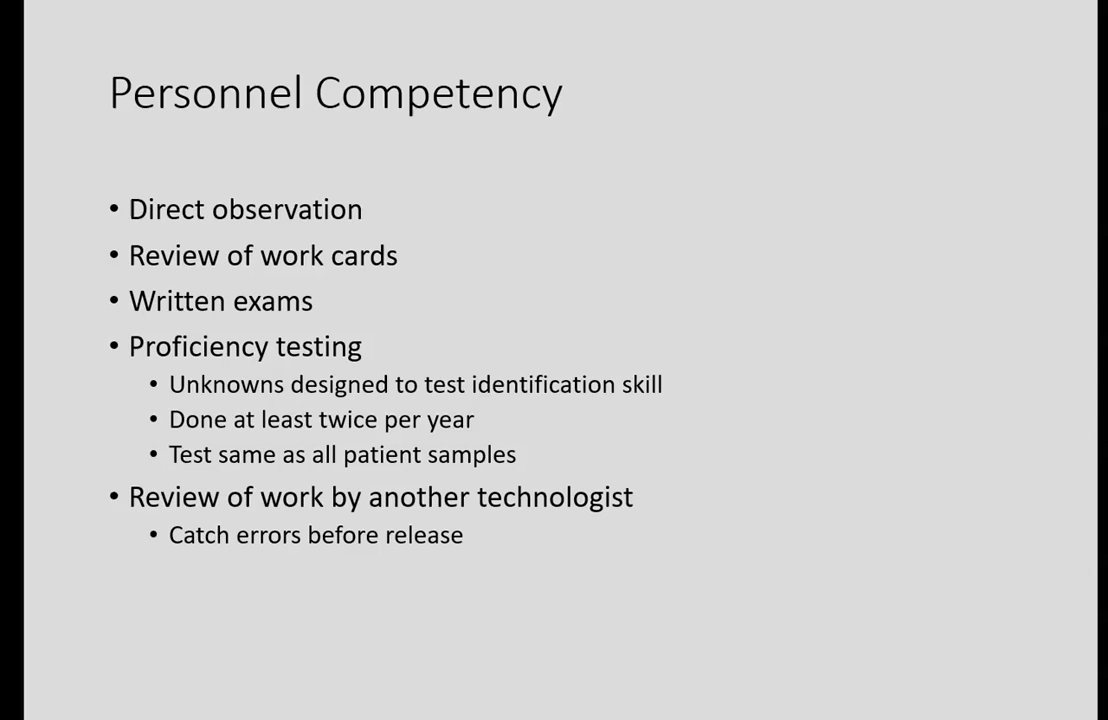 Personnel Competency
• Direct observation
• Review of work cards
• Written exams
• Proficiency testing
• Unknowns designed to test identification skill
• Done at least twice per year
• Test same as all patient samples
• Review of work by another technologist
• Catch errors before release